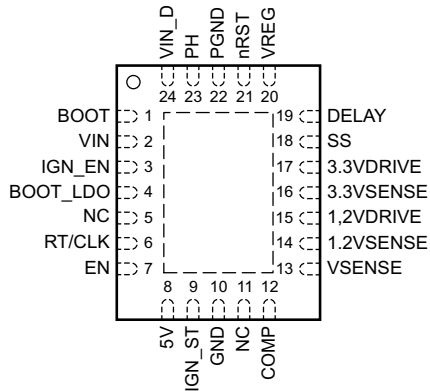 VIN_D
PH
PGND
nRST
VREG
24 23 22 21 20
BOOT 1
VIN 2
IGN_EN 3
BOOT_LDO 4
NC 5
RT/CLK 6
EN 7
19 DELAY
18 SS
17 3.3VDRIVE
16 3.3VSENSE
15 1,2VDRIVE
14 1.2VSENSE
13 VSENSE
8 9 10 11 12
5V
IGN_ST
GND
NC
COMP